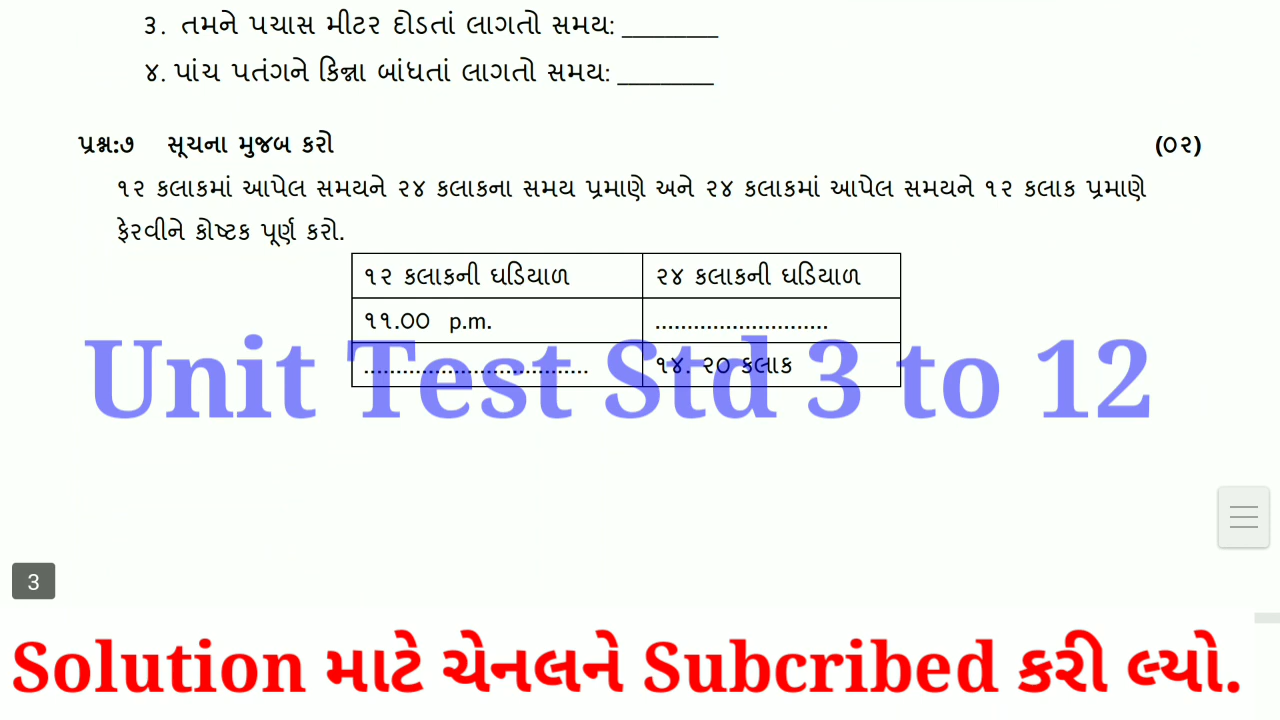 ૩. તમને પચાસ મીટર દોડતાં લાગતો સમય: ________
૪. પાંચ પતંગને કિન્ના બાંધતાં લાગતો સમય: ________
પ્રશ્ન:૭ સૂચના મુજબ કરો (૦૨)
૧૨ કલાકમાં આપેલ સમયને ૨૪ કલાકના સમય પ્રમાણે અને ૨૪ કલાકમાં આપેલ સમયને ૧૨ કલાક પ્રમાણે
ફેરવીને કોષ્ટક પૂર્ણ કરો.
૧૨ કલાકની ઘડિયાળ ૨૪ કલાકની ઘડિયાળ
૧૧.૦૦ p.m. ...........................
................................... ૧૪. ૨૦ કલાક
Unit Test Std 3 to 12
3
Solution માટે ચેનલને Subcribed કરી લ્યો.